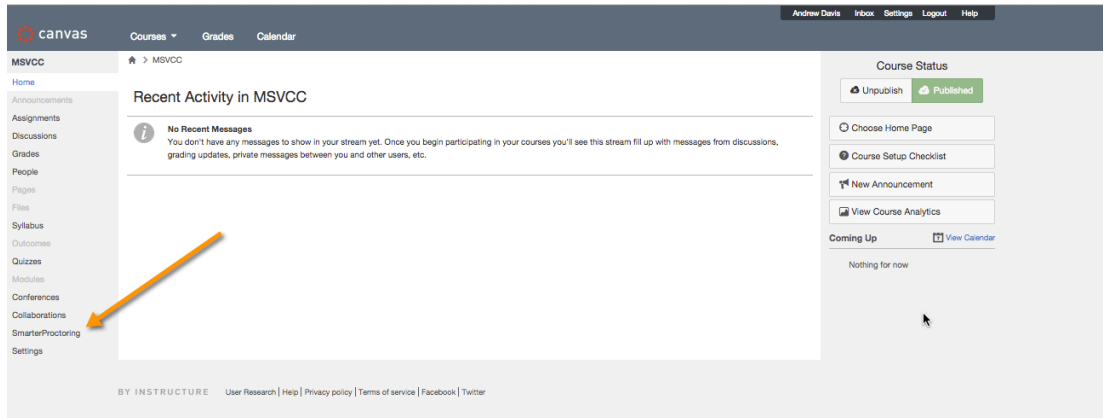 Andrew Davis Inbox Settings Logout Help
canvas Courses Grades Calendar
MSVCC
Home
Announcements
Assignments
Discussions
Grades
People
Pages
Files
Syllabus
Outcomes
Quizzes
Modules
Conferences
Collaborations
SmarterProctoring
Settings
> MSVCC
Recent Activity in MSVCC
No Recent Messages
You don't have any messages to show in your stream yet. Once you begin participating in your courses you'll see this stream fill up with messages from discussions,
grading updates, private messages between you and other users, etc.
Course Status
Unpublish Published
Choose Home Page
Course Setup Checklist
New Announcement
View Course Analytics
Coming Up View Calendar
Nothing for now
BY INSTRUCTURE User Research | Help | Privacy policy | Terms of service | Facebook | Twitter